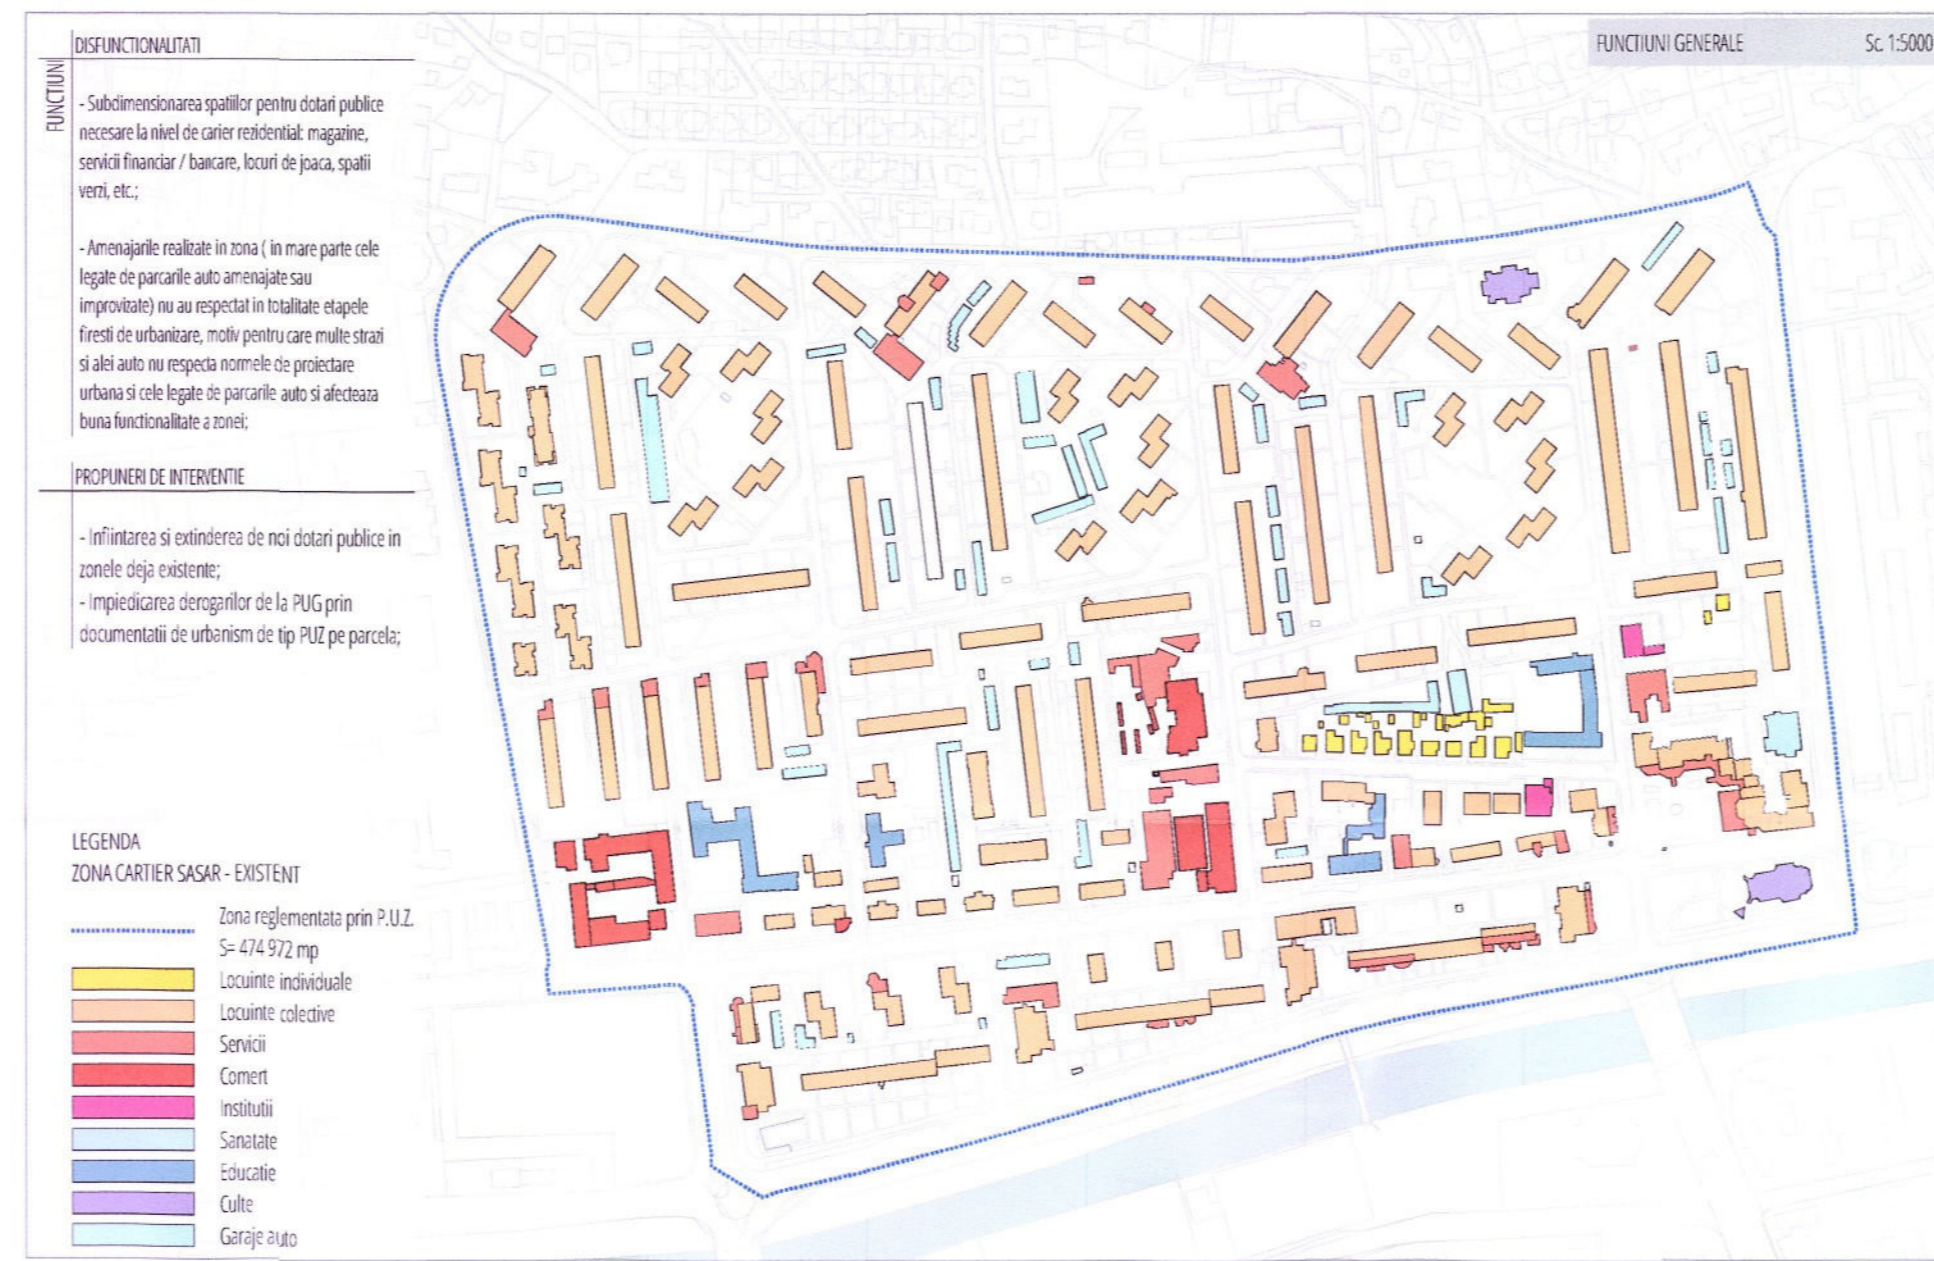 FUNCTIUNI GENERALE
Sc. 1:5000
FUNCTIUNI
DISFUNCTIONALITATI
- Subdimensionarea spatiilor pentru dotari publice
necesare la nivel de carier rezidential: magazine,
servicii financiar / bancare, locuri de joaca, spatii
verzi, etc.;
- Amenajarile realizate in zona ( in mare parte cele
legate de parcarile auto amenajate sau
improvizate) nu au respectat in totalitate etapele
firesti de urbanizare, motiv pentru care multe strazi
si alei auto nu respecta normele de proiectare
urbana si cele legate de parcarile auto si afecteaza
buna functionalitate a zonei;
PROPUNERI DE INTERVENTIE
- Infiintarea si extinderea de noi dotari publice in
zonele deja existente;
- Impiedicarea derogarilor de la PUG prin
documentatii de urbanism de tip PUZ pe parcela;
LEGENDA
ZONA CARTIER SASAR - EXISTENT
Zona reglementata prin P.U.Z.
S= 474 972 mp
Locuinte individuale
Locuinte colective
Servicii
Comert
Institutii
Sanatate
Educatie
Culte
Garaje auto